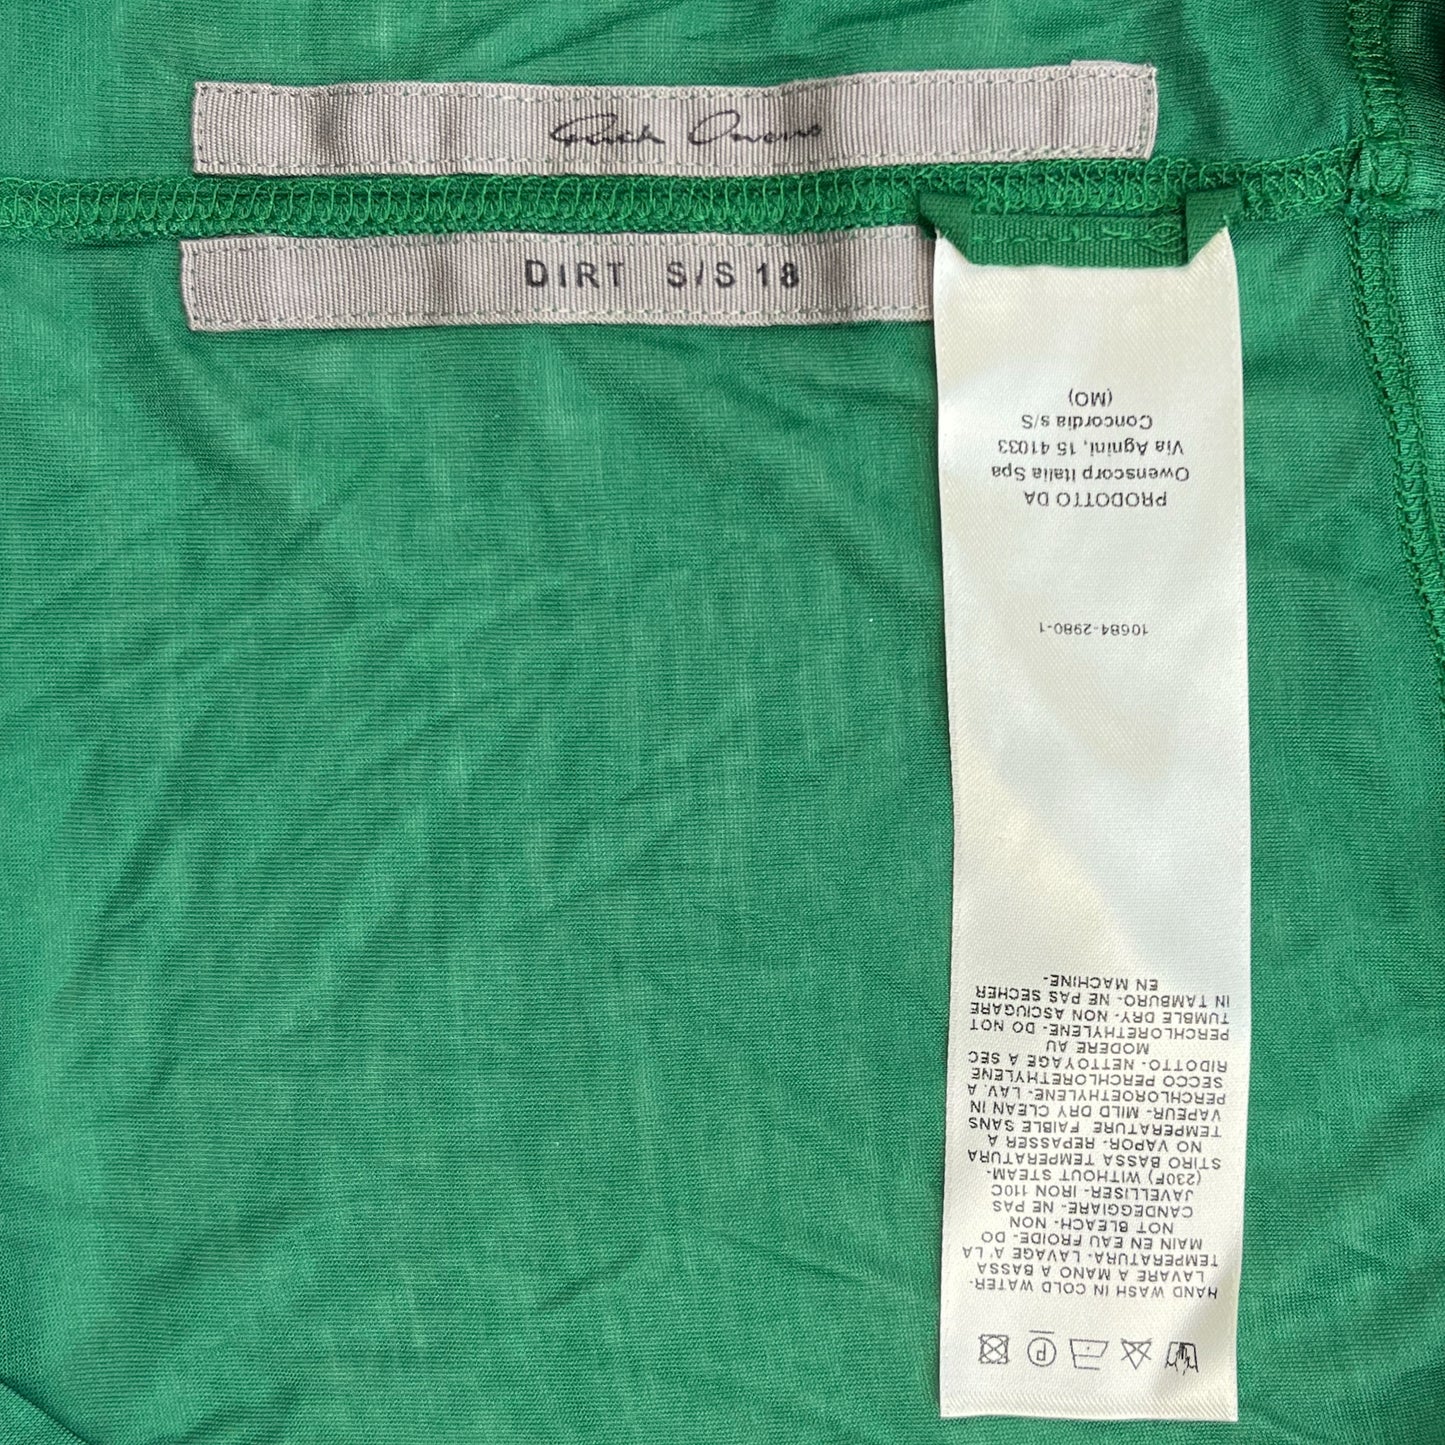 Rick Owens
DIRT S/S 18
HAND WASH IN COLD WATER-
LAVARE A MANO A BASSA
TEMPERATURA- LAVAGE A' LA
MAIN EN EAU FROIDE- DO
NOT BLEACH- NON
CANDEGGIARE- NE PAS
JAVELLISER- IRON 110C
(230F) WITHOUT STEAM-
STIRO BASSA TEMPERATURA
NO VAPOR- REPASSER A
TEMPERATURE FAIBLE SANS
VAPEUR- MILD DRY CLEAN IN
PERCHLOROETHYLENE- LAV. A
SECCO PERCHLORETHYLENE
RIDOTTO- NETTOYAGE A SEC
MODERE AU
PERCHLORETHYLENE- DO NOT
TUMBLE DRY- NON ASCIUGARE
IN TAMBURO- NE PAS SECHER
EN MACHINE-
10684-2980-1
PRODOTTO DA
Owenscorp Italia Spa
Via Agnini, 15 41033
Concordia s/S
(MO)